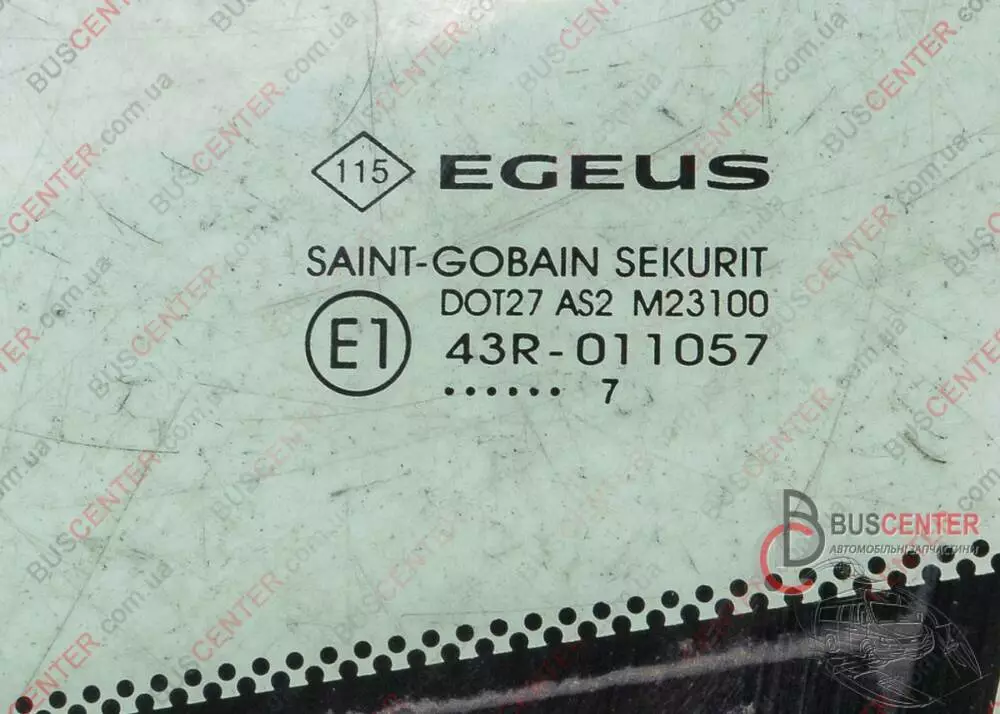 115 EGEUS
SAINT-GOBAIN SEKURIT
DOT27 AS2 M23100
E1 43R-011057
...... 7
BUSCENTER
АВТОМОБІЛЬНІ ЗАПЧАСТИНИ
BUSCENTER.com.ua